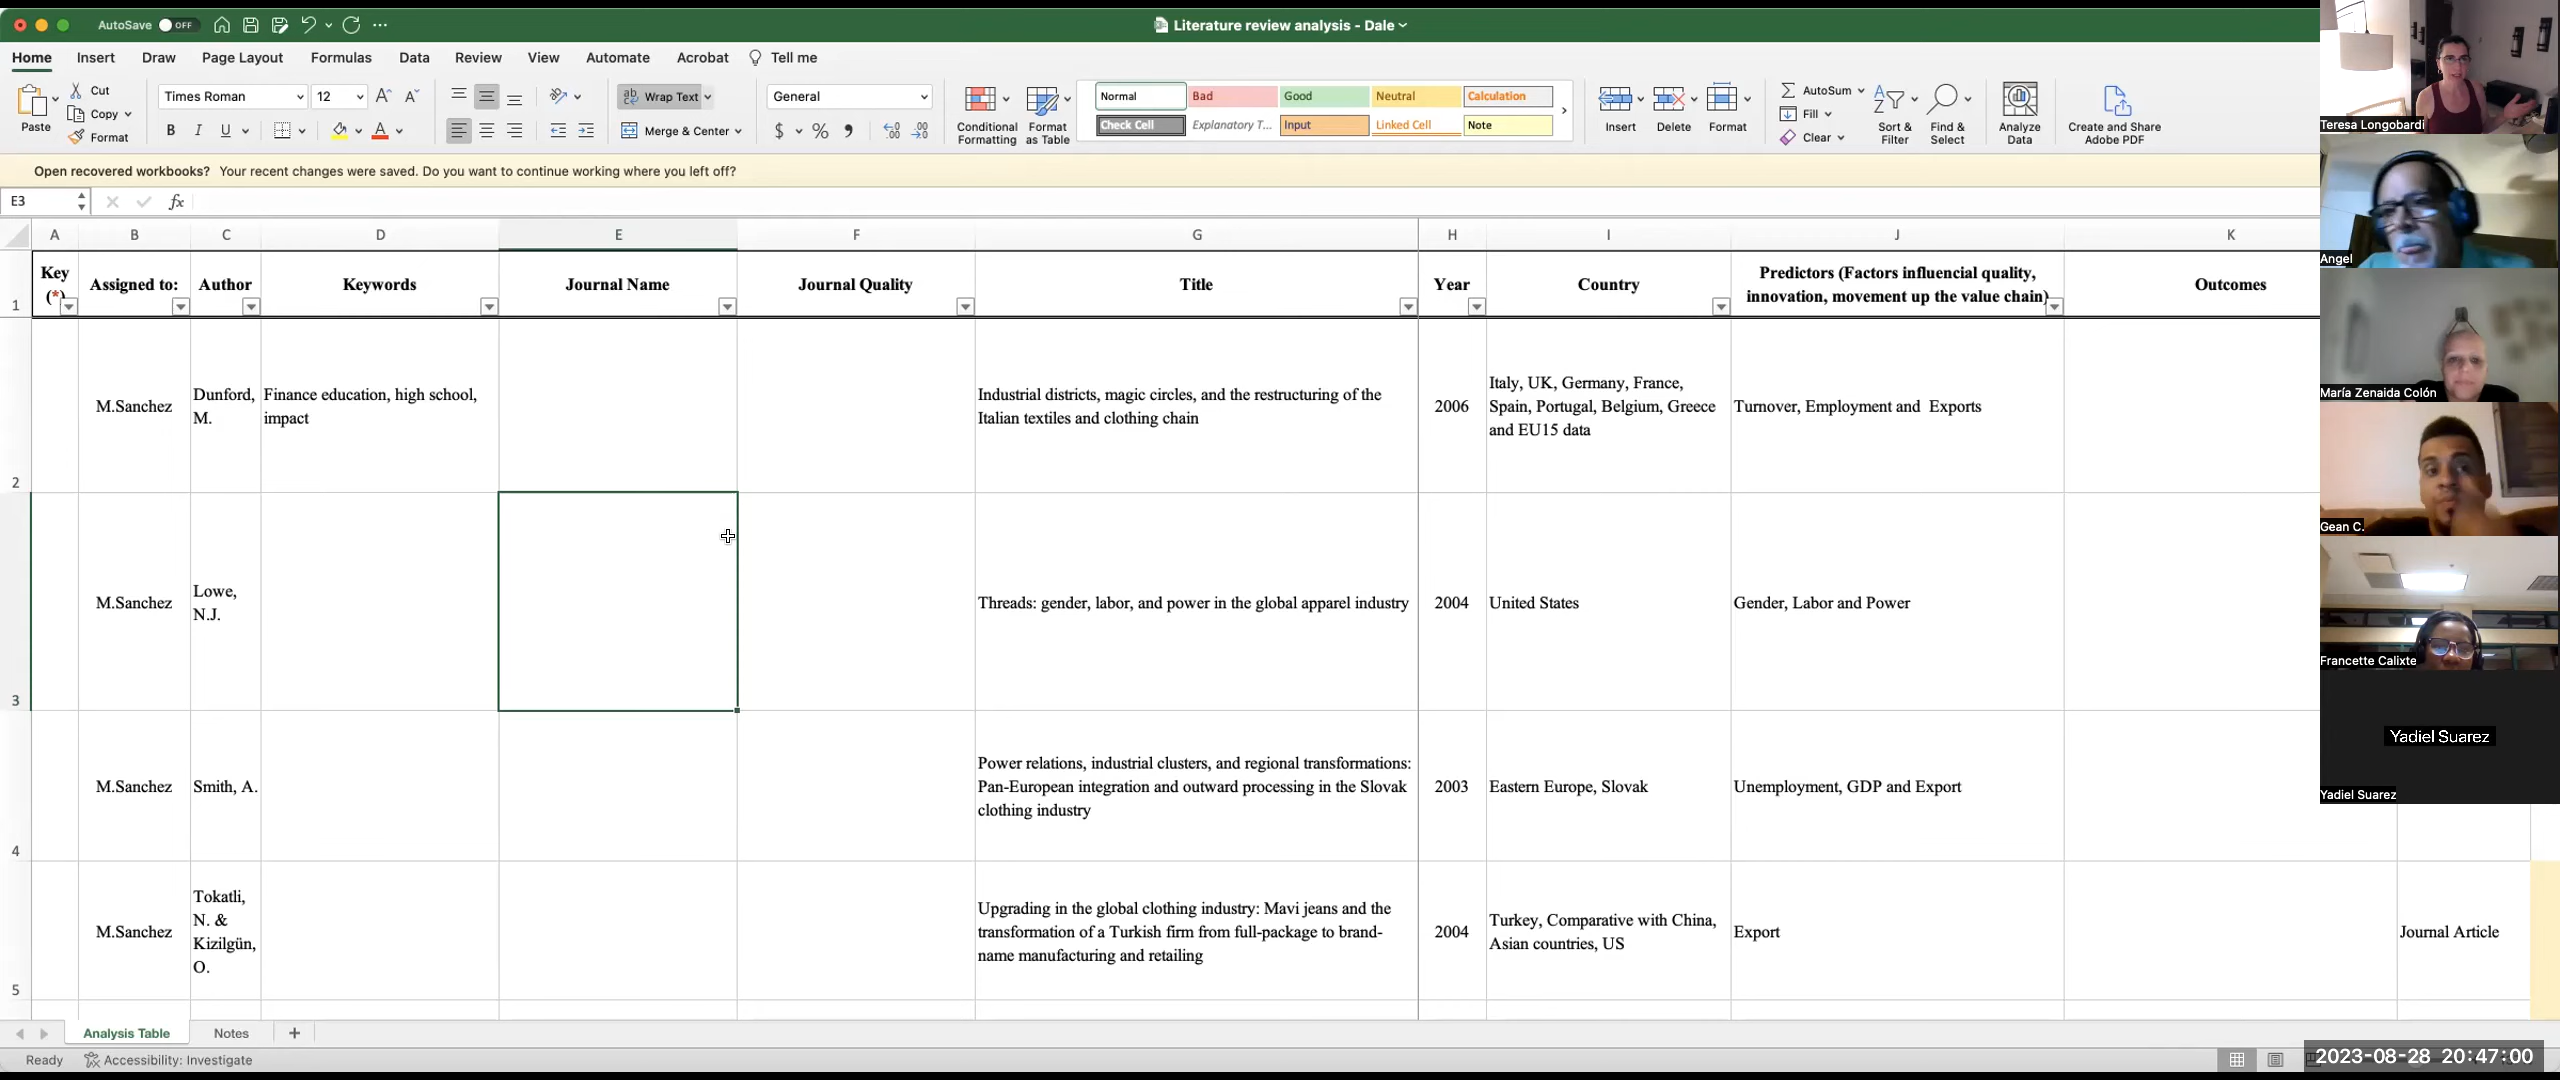 AutoSave OFF
Literature review analysis - Dale
Home Insert Draw Page Layout Formulas Data Review View Automate Acrobat Tell me
Paste
Cut
Copy
Format
Times Roman 12
B I U
Wrap Text
Merge & Center
General
$ %
Conditional Formatting
Format as Table
Normal Bad Good Neutral Calculation
Check Cell Explanatory T... Input Linked Cell Note
Insert Delete Format
AutoSum
Fill
Clear
Sort & Filter
Find & Select
Analyze Data
Create and Share Adobe PDF
Open recovered workbooks? Your recent changes were saved. Do you want to continue working where you left off?
E3 fx
A B C D E F G H I J K
1 Key (*) Assigned to: Author Keywords Journal Name Journal Quality Title Year Country Predictors (Factors influencial quality, innovation, movement up the value chain) Outcomes
2 M.Sanchez Dunford, M. Finance education, high school, impact Industrial districts, magic circles, and the restructuring of the Italian textiles and clothing chain 2006 Italy, UK, Germany, France, Spain, Portugal, Belgium, Greece and EU15 data Turnover, Employment and Exports
3 M.Sanchez Lowe, N.J. Threads: gender, labor, and power in the global apparel industry 2004 United States Gender, Labor and Power
4 M.Sanchez Smith, A. Power relations, industrial clusters, and regional transformations: Pan-European integration and outward processing in the Slovak clothing industry 2003 Eastern Europe, Slovak Unemployment, GDP and Export
5 M.Sanchez Tokatli, N. & Kizilgün, O. Upgrading in the global clothing industry: Mavi jeans and the transformation of a Turkish firm from full-package to brand-name manufacturing and retailing 2004 Turkey, Comparative with China, Asian countries, US Export Journal Article
Analysis Table Notes +
Ready Accessibility: Investigate
Teresa Longobardi
Angel
María Zenaida Colón
Gean C.
Francette Calixte
Yadiel Suarez
Yadiel Suarez
2023-08-28 20:47:00